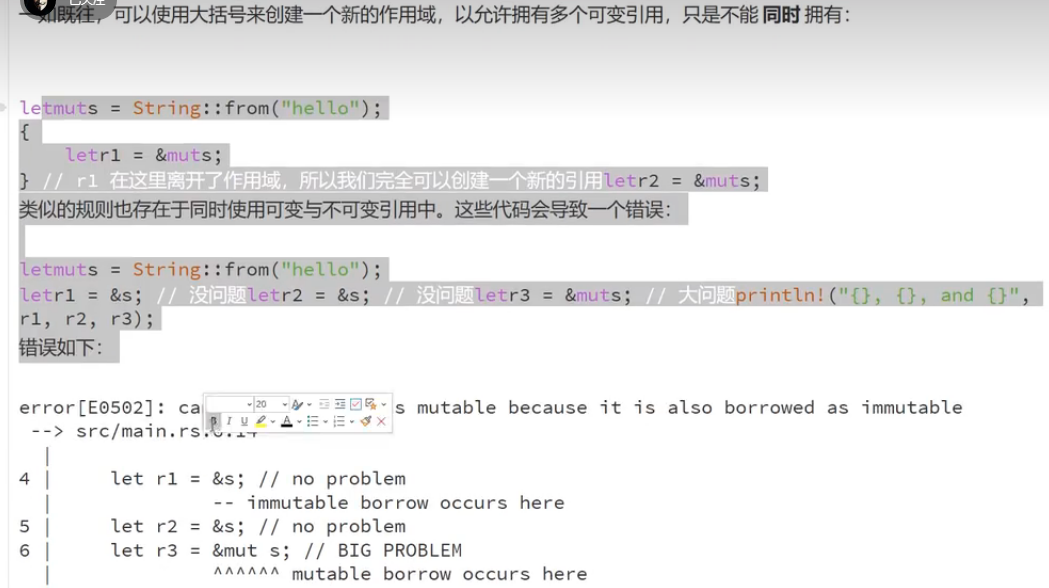 一如既往，可以使用大括号来创建一个新的作用域，以允许拥有多个可变引用，只是不能 同时 拥有：
letmuts = String::from("hello");
{
letr1 = &muts;
} // r1 在这里离开了作用域，所以我们完全可以创建一个新的引用letr2 = &muts;
类似的规则也存在于同时使用可变与不可变引用中。这些代码会导致一个错误：
letmuts = String::from("hello");
letr1 = &s; // 没问题letr2 = &s; // 没问题letr3 = &muts; // 大问题println!("{}, {}, and {}",
r1, r2, r3);
错误如下：
20
error[E0502]: ca s mutable because it is also borrowed as immutable
B I U A
--> src/main.rs:6:14
|
4 | let r1 = &s; // no problem
| -- immutable borrow occurs here
5 | let r2 = &s; // no problem
6 | let r3 = &mut s; // BIG PROBLEM
| ^^^^^^ mutable borrow occurs here